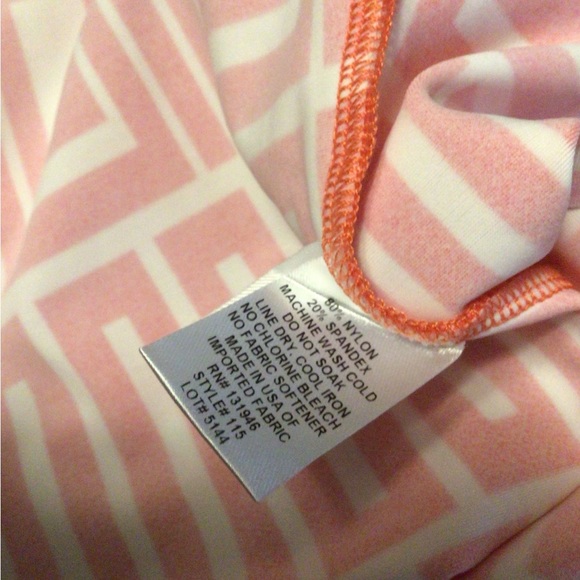 80% NYLON
20% SPANDEX
MACHINE WASH COLD
DO NOT SOAK
LINE DRY, COOL IRON
NO CHLORINE BLEACH
NO FABRIC SOFTENER
MADE IN USA OF
IMPORTED FABRIC
RN# 131946
STYLE# 115
LOT# 5144